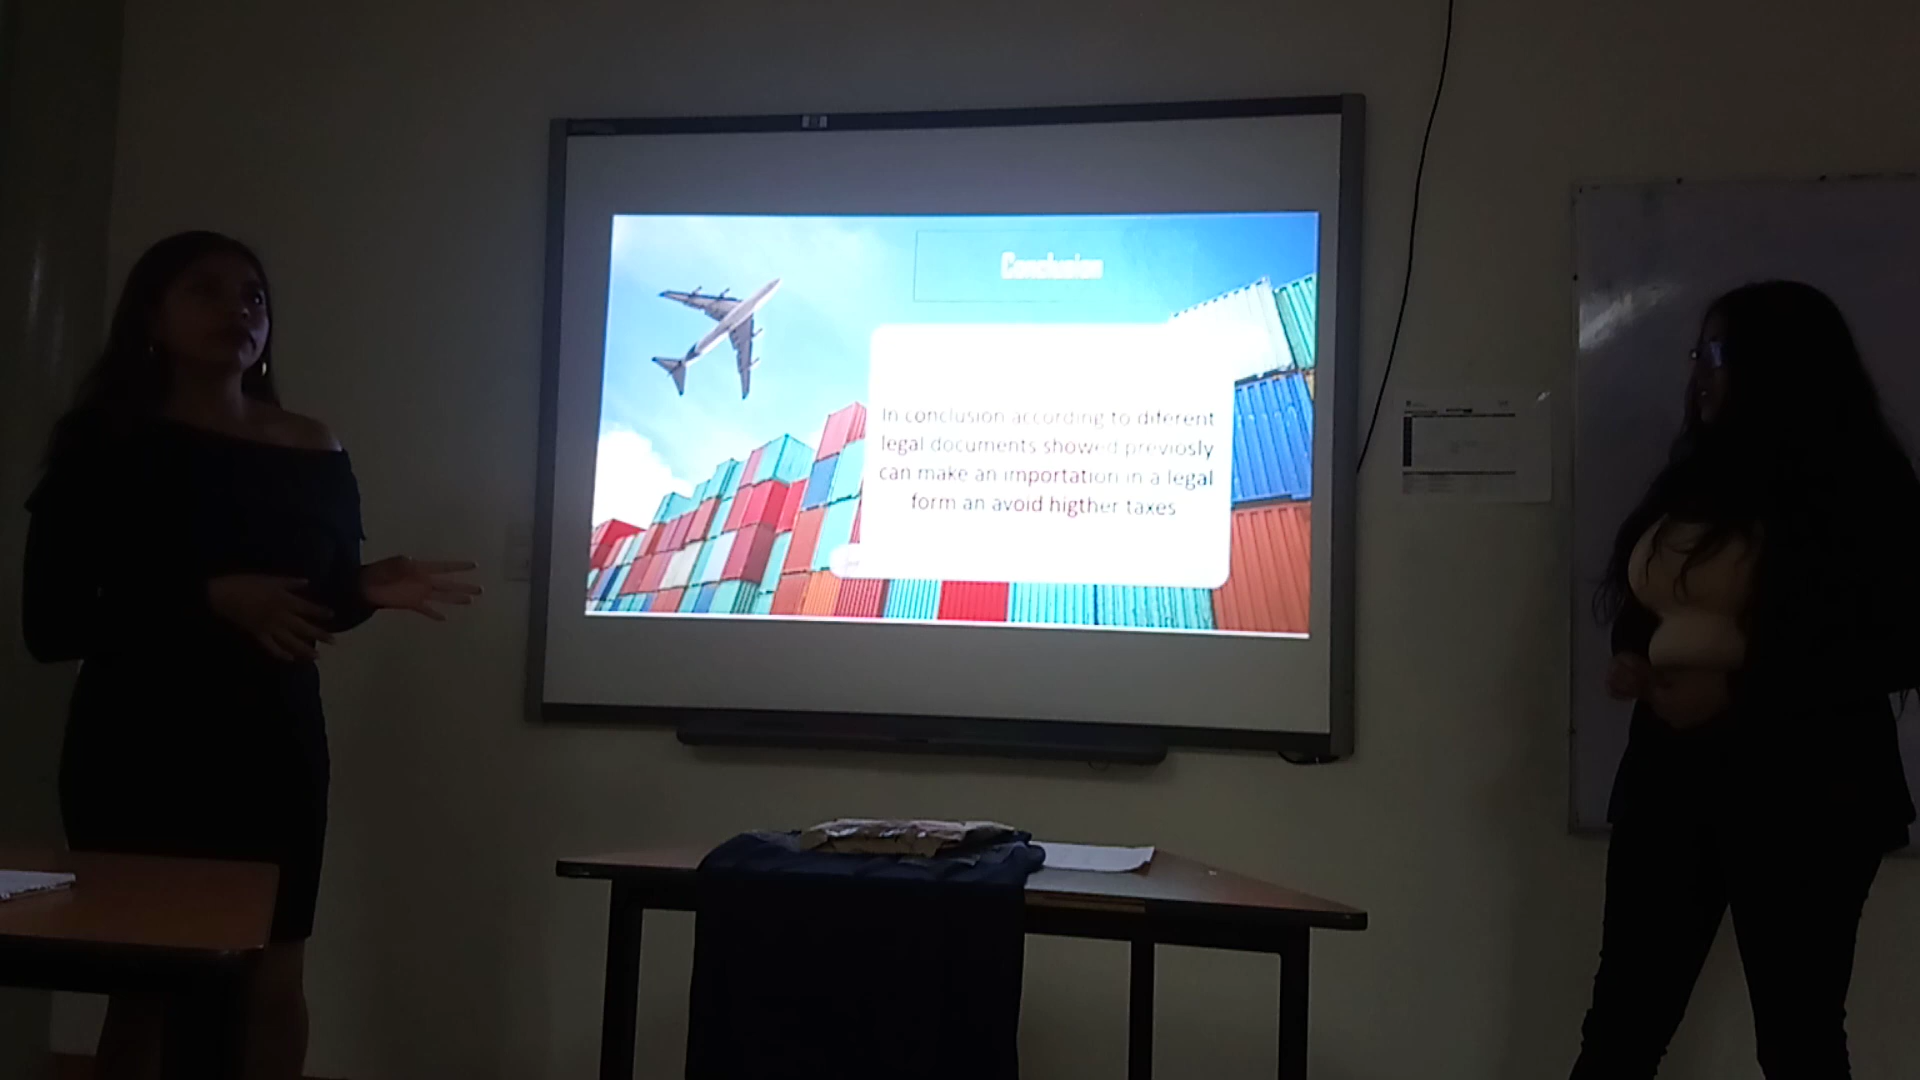 Conclusion
In conclusion according to diferent
legal documents showed previosly
can make an importation in a legal
form an avoid higther taxes